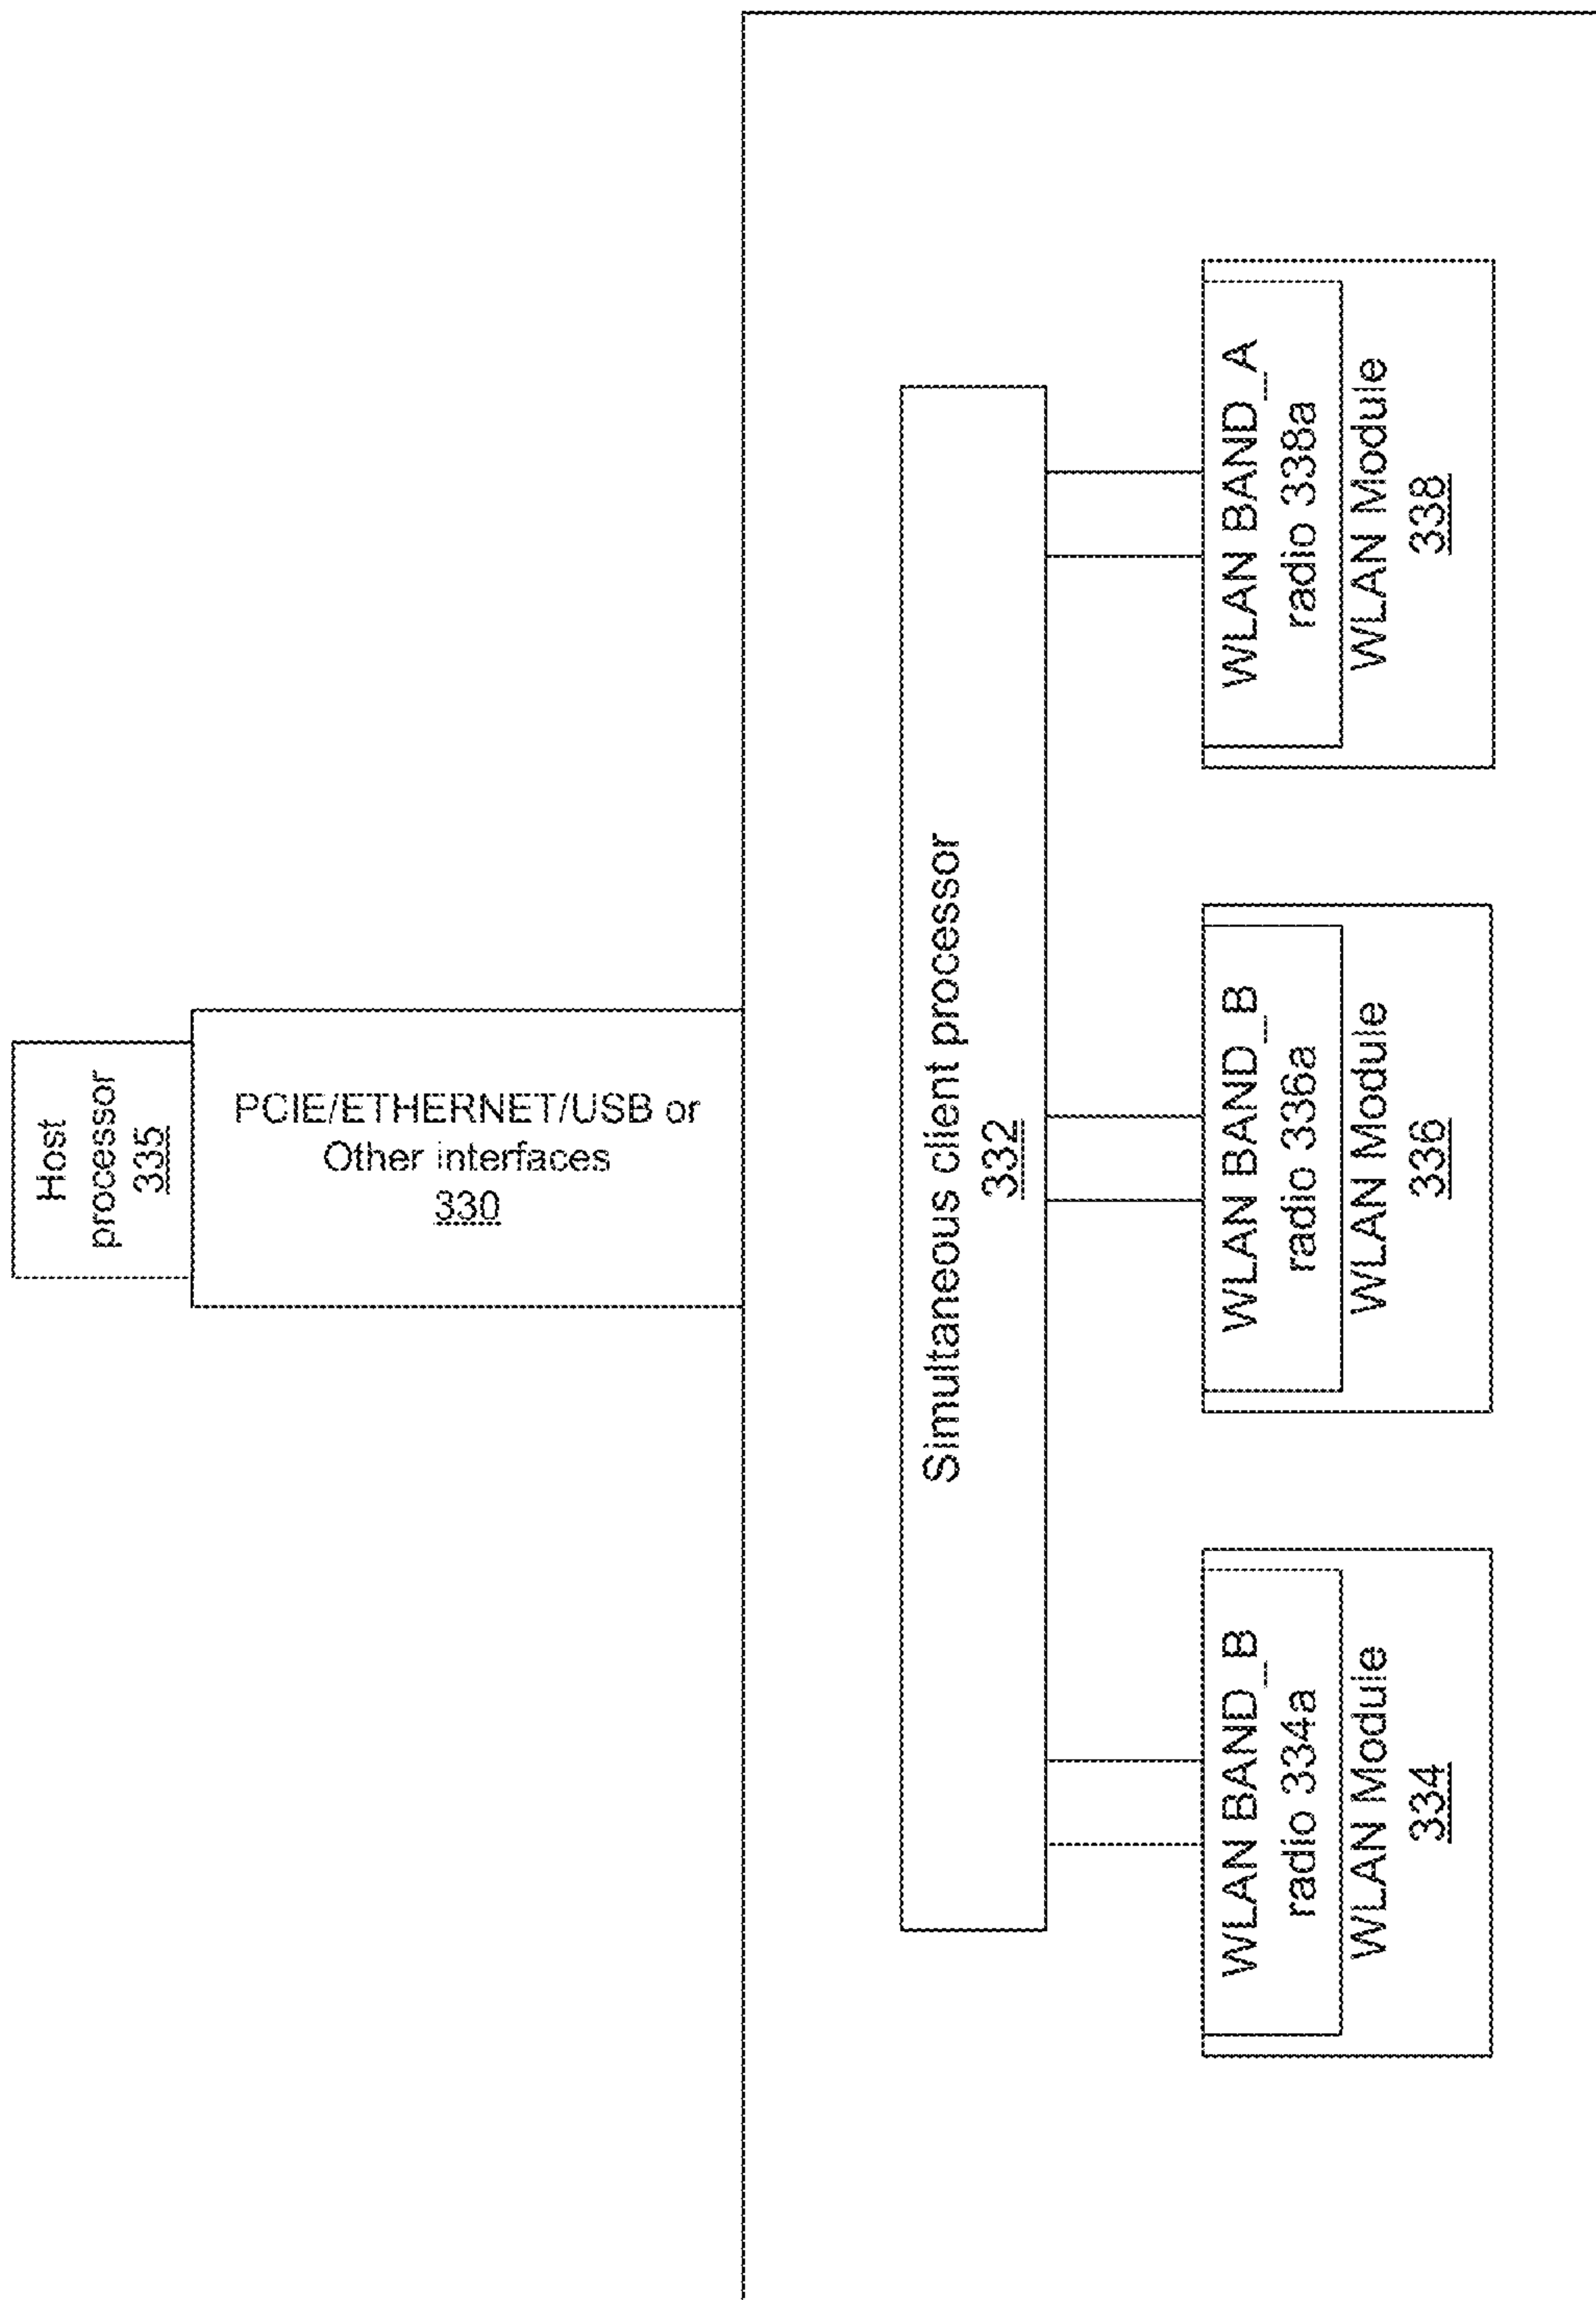 Host
processor
335
PCIE/ETHERNET/USB or
Other interfaces
330
Simultaneous client processor
332
WLAN BAND_B
radio 334a
WLAN Module
334
WLAN BAND_B
radio 336a
WLAN Module
336
WLAN BAND_A
radio 338a
WLAN Module
338